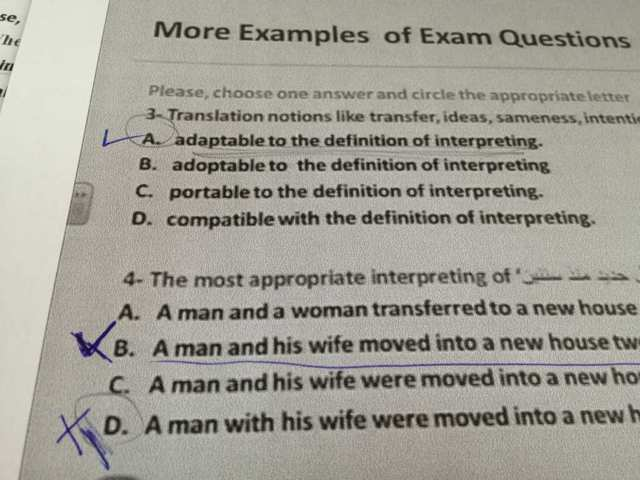 se,
More Examples of Exam Questions
Please, choose one answer and circle the appropriate letter
3- Translation notions like transfer, ideas, sameness,
A. adaptable to the definition of interpreting.
B. adoptable to the definition of interpreting
C. portable to the definition of interpreting.
D. compatible with the definition of interpreting.
4- The most appropriate interpreting of ' جديد منذ سنتين
A. A man and a woman transferred to a new house
B. A man and his wife moved into a new house
C. A man and his wife were moved into a new
D. A man with his wife were moved into a new